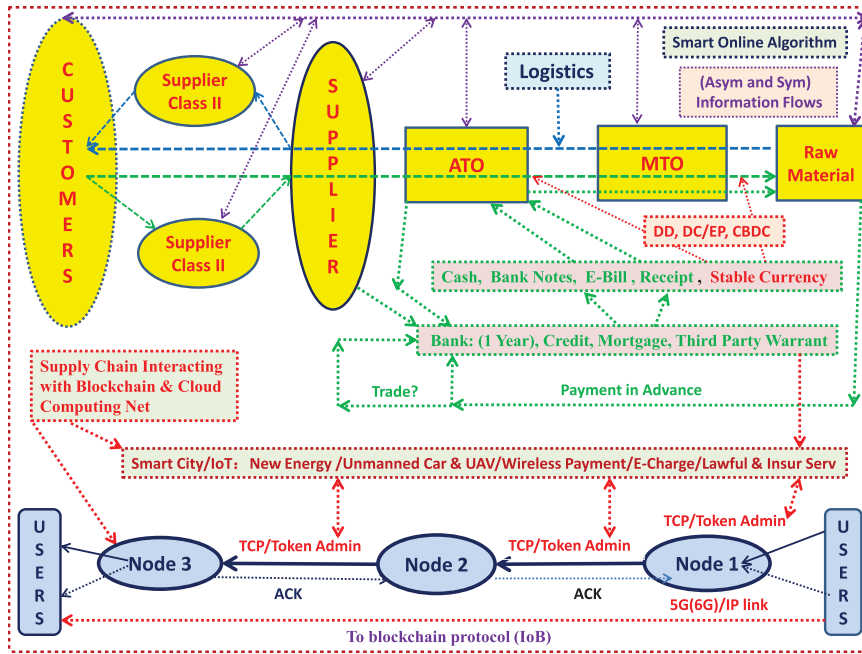 CUSTOMERS
Supplier
Class II
SUPPLIER
Smart Online Algorithm
Logistics
(Asym and Sym)
Information Flows
ATO
MTO
Raw
Material
Supplier
Class II
DD, DC/EP, CBDC
Cash, Bank Notes, E-Bill , Receipt , Stable Currency
Bank: (1 Year), Credit, Mortgage, Third Party Warrant
Supply Chain Interacting
with Blockchain & Cloud
Computing Net
Trade?
Payment in Advance
Smart City/IoT: New Energy /Unmanned Car & UAV/Wireless Payment/E-Charge/Lawful & Insur Serv
USERS
TCP/Token Admin
TCP/Token Admin
TCP/Token Admin
USERS
Node 3
Node 2
Node 1
ACK
ACK
5G(6G)/IP link
To blockchain protocol (IoB)